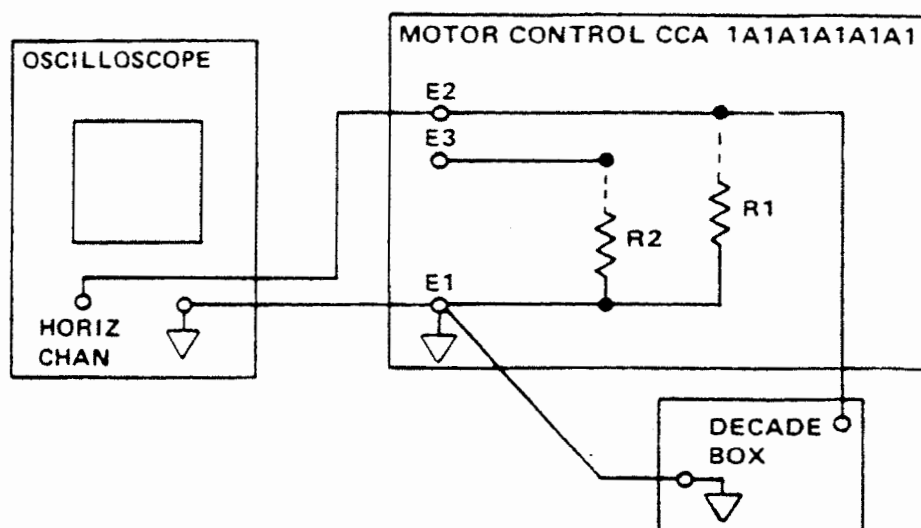 OSCILLOSCOPE
HORIZ
CHAN
MOTOR CONTROL CCA 1A1A1A1A1A1
E2
E3
R1
R2
E1
DECADE
BOX